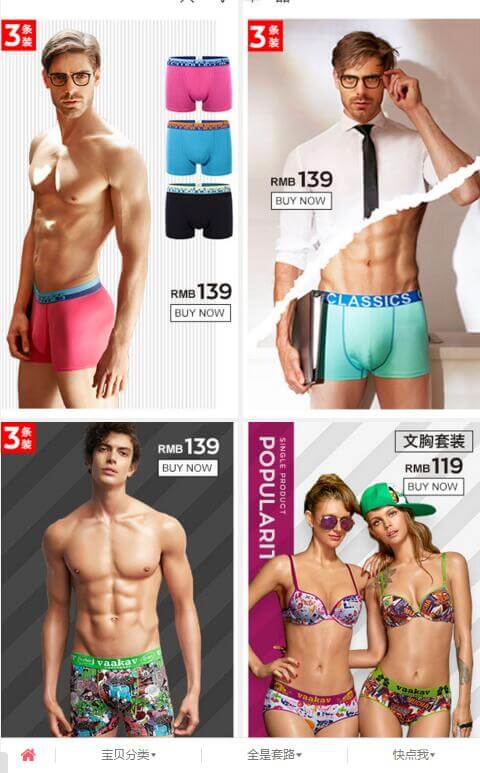 3条装
RMB 139
BUY NOW
3条装
RMB 139
BUY NOW
CLASSICS
3条装
RMB 139
BUY NOW
vaakav
SINGLE PRODUCT
POPULARIT
文胸套装
RMB 119
BUY NOW
vaakav
宝贝分类▾
全是套路▾
快点我▾